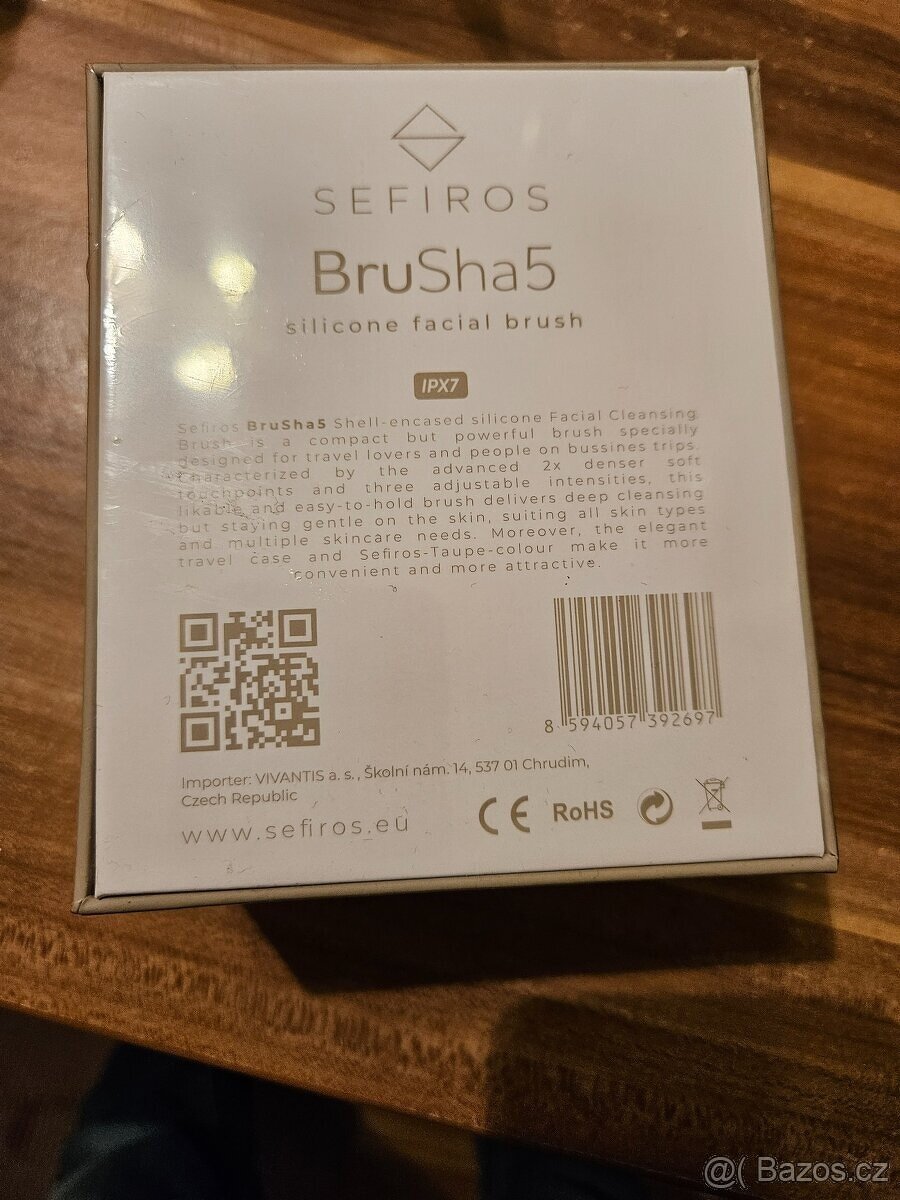 SEFIROS
BruSha5
silicone facial brush
IPX7
Sefiros BruSha5 Shell-encased silicone Facial Cleansing
Brush is a compact but powerful brush specially
designed for travel lovers and people on bussines trips.
Characterized by the advanced 2x denser soft
touchpoints and three adjustable intensities, this
likable and easy-to-hold brush delivers deep cleansing
but staying gentle on the skin, suiting all skin types
and multiple skincare needs. Moreover, the elegant
travel case and Sefiros-Taupe-colour make it more
convenient and more attractive.
8 594057 392697
Importer: VIVANTIS a. s., Školní nám. 14, 537 01 Chrudim,
Czech Republic
www.sefiros.eu
CE RoHS
@( Bazos.cz